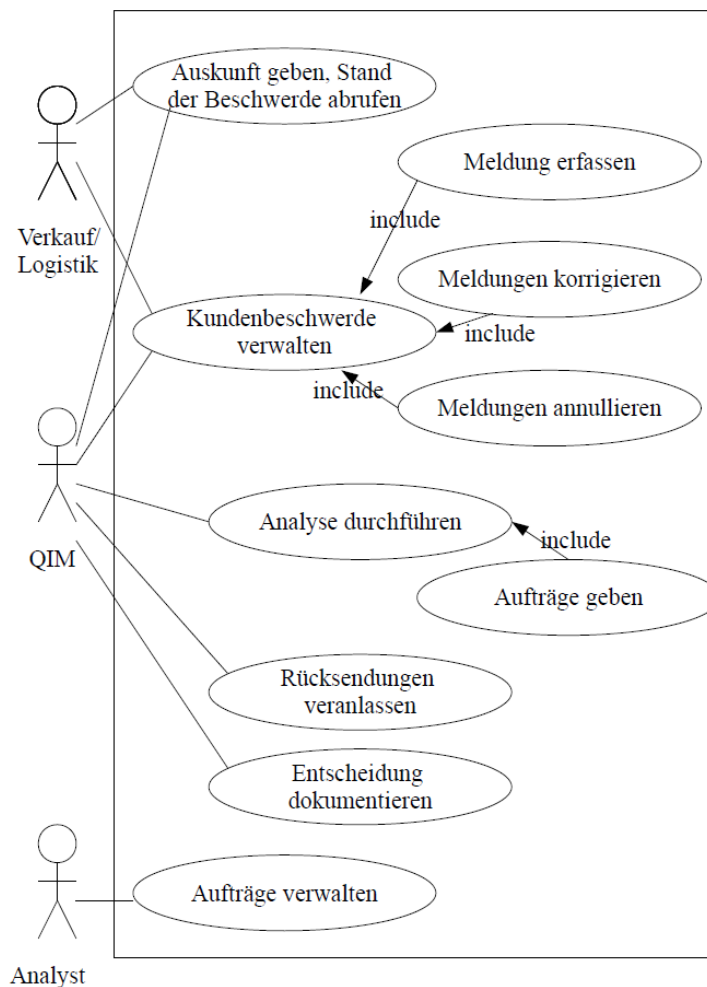 Auskunft geben, Stand
der Beschwerde abrufen
Meldung erfassen
include
Verkauf/
Logistik
Meldungen korrigieren
Kundenbeschwerde
verwalten
include
include
Meldungen annullieren
Analyse durchführen
include
QIM
Aufträge geben
Rücksendungen
veranlassen
Entscheidung
dokumentieren
Aufträge verwalten
Analyst